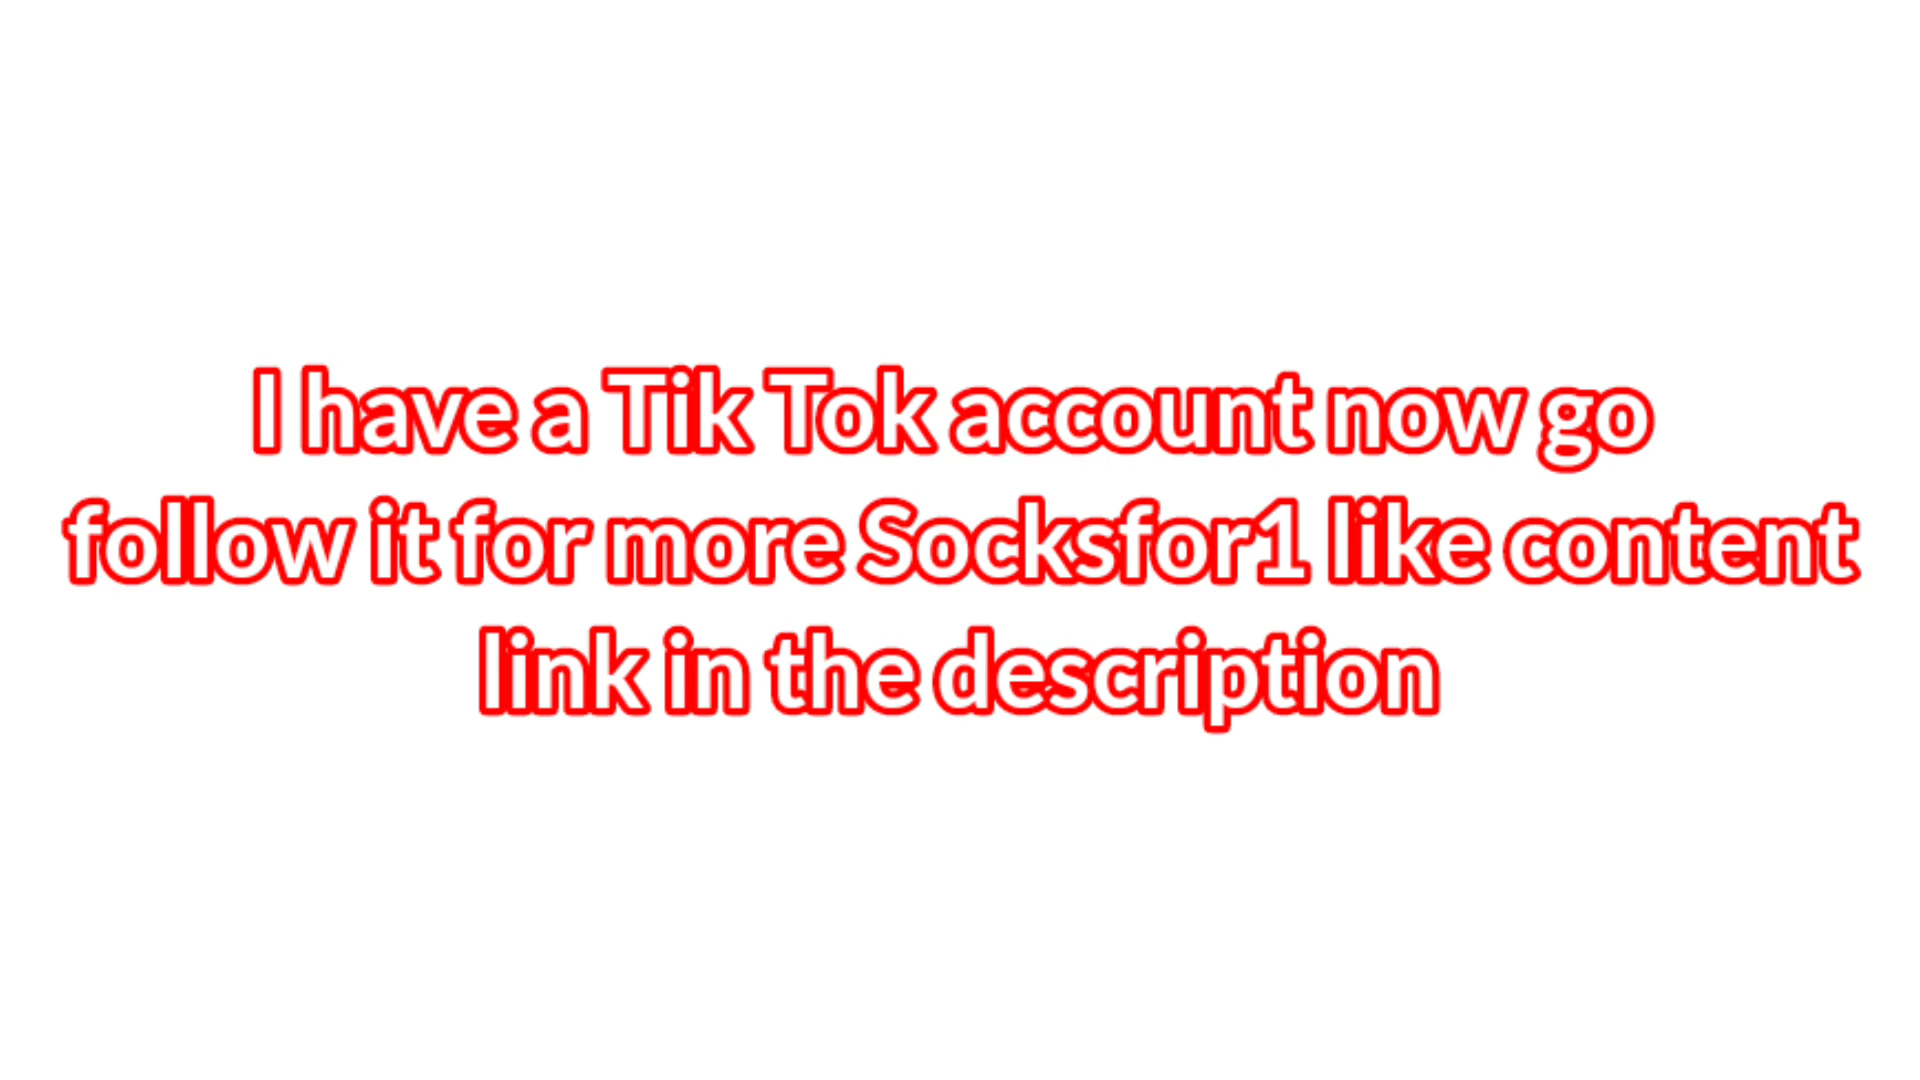 I have a Tik Tok account now go
follow it for more Socksfor1 like content
link in the description